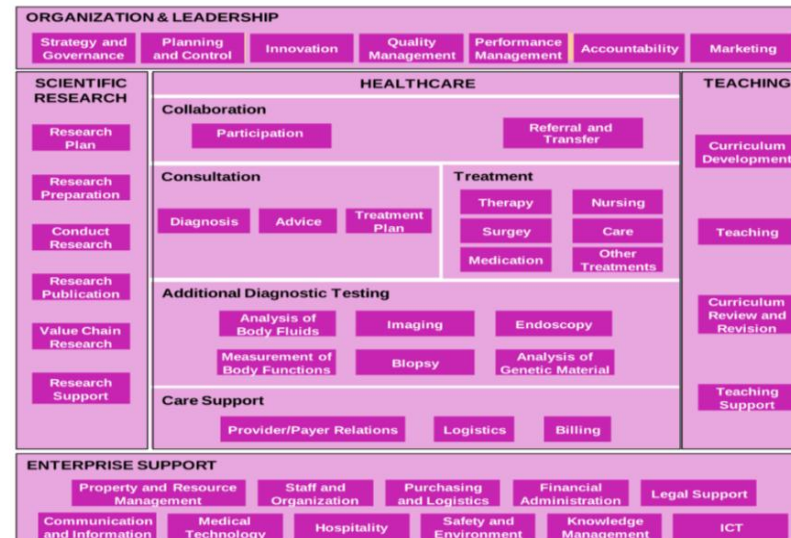 ORGANIZATION & LEADERSHIP
Strategy and
Governance
Planning
and Control
Innovation
Quality
Management
Performance
Management
Accountability
Marketing
SCIENTIFIC
RESEARCH
Research
Plan
Research
Preparation
Conduct
Research
Research
Publication
Value Chain
Research
Research
Support
HEALTHCARE
Collaboration
Participation
Referral and
Transfer
Consultation
Diagnosis
Advice
Treatment
Plan
Treatment
Therapy
Nursing
Surgey
Care
Medication
Other
Treatments
Additional Diagnostic Testing
Analysis of
Body Fluids
Imaging
Endoscopy
Measurement of
Body Functions
Blopsy
Analysis of
Genetic Material
Care Support
Provider/Payer Relations
Logistics
Billing
TEACHING
Curriculum
Development
Teaching
Curriculum
Review and
Revision
Teaching
Support
ENTERPRISE SUPPORT
Property and Resource
Management
Staff and
Organization
Purchasing
and Logistics
Financial
Administration
Legal Support
Communication
and Information
Medical
Technology
Hospitality
Safety and
Environment
Knowledge
Management
ICT